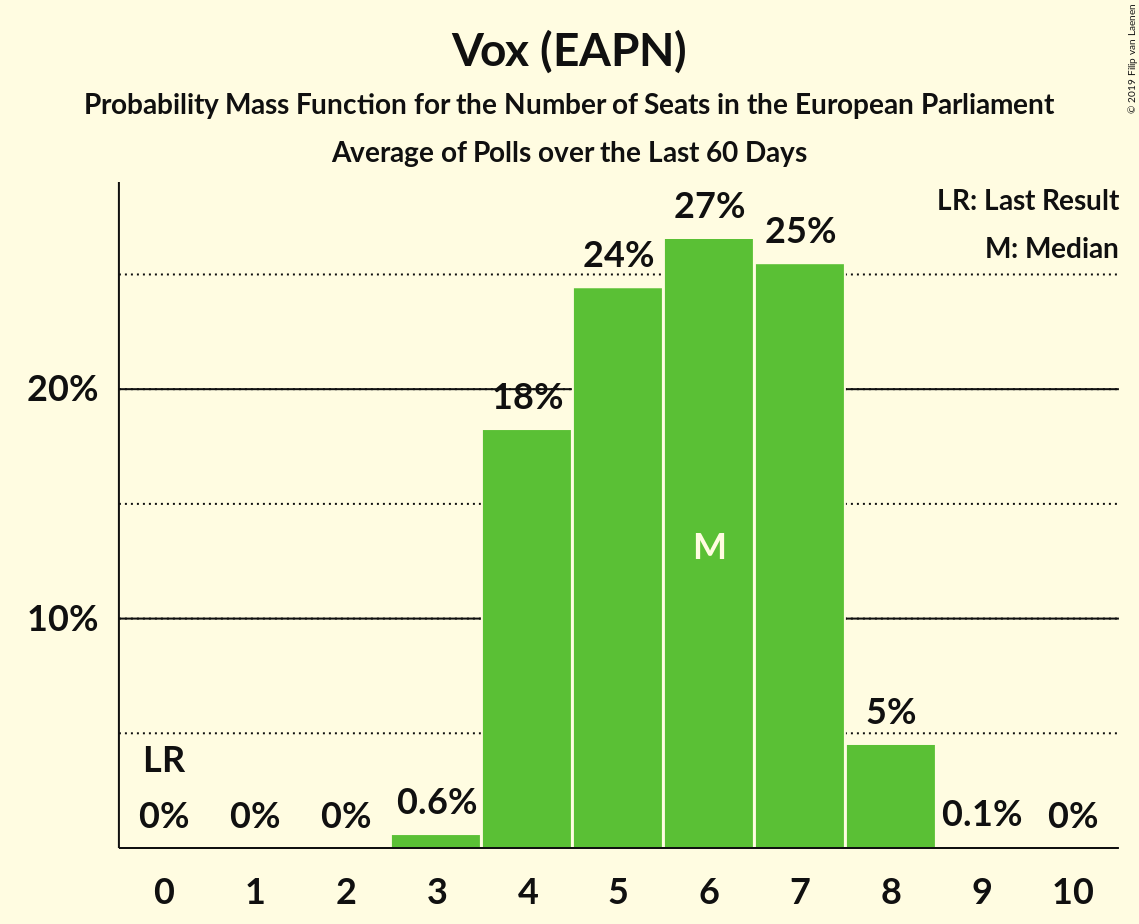 Vox (EAPN)
Probability Mass Function for the Number of Seats in the European Parliament
Average of Polls over the Last 60 Days
© 2019 Filip van Laenen
LR: Last Result
M: Median
27%
25%
24%
20%
18%
M
10%
5%
LR
0%
0%
0%
0.6%
0.1%
0%
0 1 2 3 4 5 6 7 8 9 10